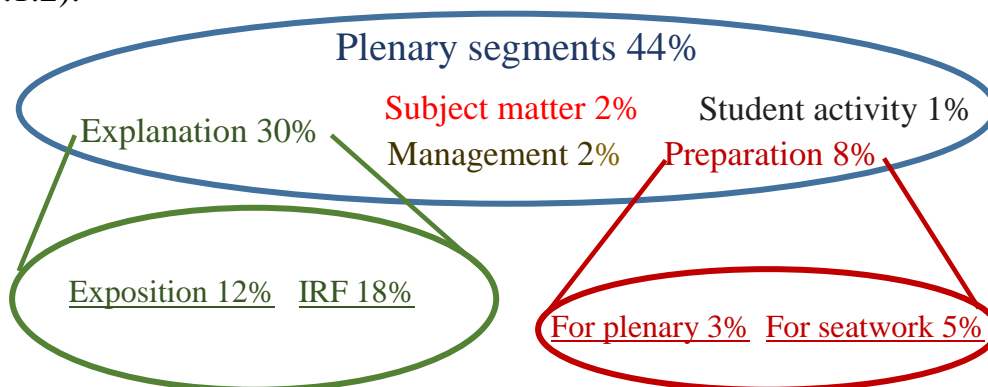 Plenary segments 44%
Subject matter 2% Student activity 1%
Explanation 30%
Management 2% Preparation 8%
Exposition 12% IRF 18%
For plenary 3% For seatwork 5%